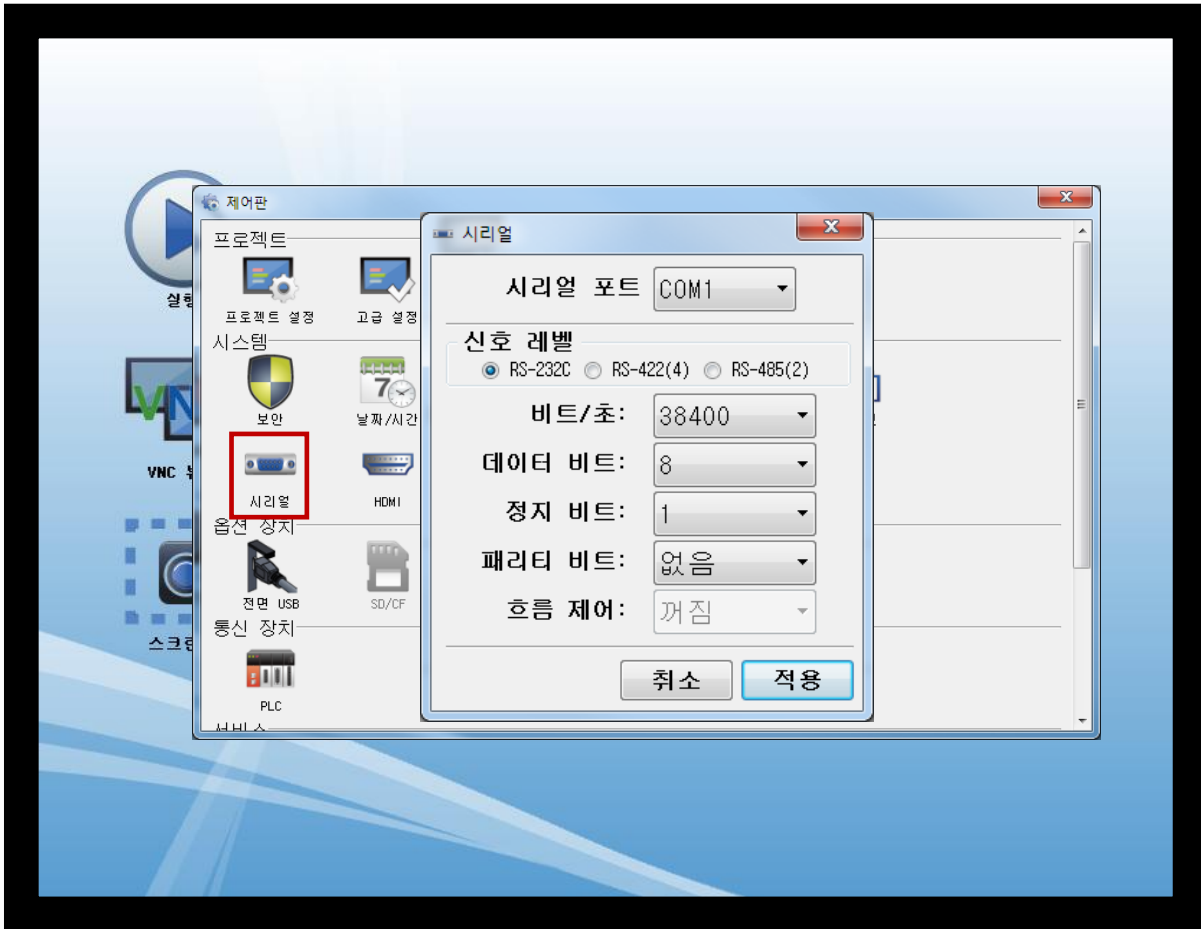 제어판
프로젝트
프로젝트 설정
고급 설정
시스템
보안
날짜/시간
시리얼
HDMI
옵션 장치
전면 USB
SD/CF
통신 장치
PLC
서비스
VNC
시리얼
시리얼 포트 COM1
신호 레벨
RS-232C RS-422(4) RS-485(2)
비트/초: 38400
데이터 비트: 8
정지 비트: 1
패리티 비트: 없음
흐름 제어: 꺼짐
취소 적용